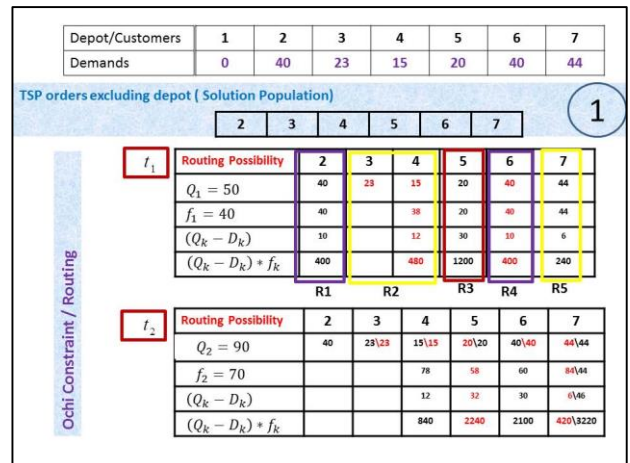 Depot/Customers 1 2 3 4 5 6 7
Demands 0 40 23 15 20 40 44
TSP orders excluding depot ( Solution Population)
1
2 3 4 5 6 7
t₁ Routing Possibility 2 3 4 5 6 7
Q₁ = 50 40 23 15 20 40 44
f₁ = 40 40 38 20 40 44
(Qₖ − Dₖ) 10 12 30 10 6
(Qₖ − Dₖ) * fₖ 400 480 1200 400 240
R1 R2 R3 R4 R5
Ochi Constraint / Routing
t₂ Routing Possibility 2 3 4 5 6 7
Q₂ = 90 40 23\23 15\15 20\20 40\40 44\44
f₂ = 70 78 58 60 84\44
(Qₖ − Dₖ) 12 32 30 6\46
(Qₖ − Dₖ) * fₖ 840 2240 2100 420\3220